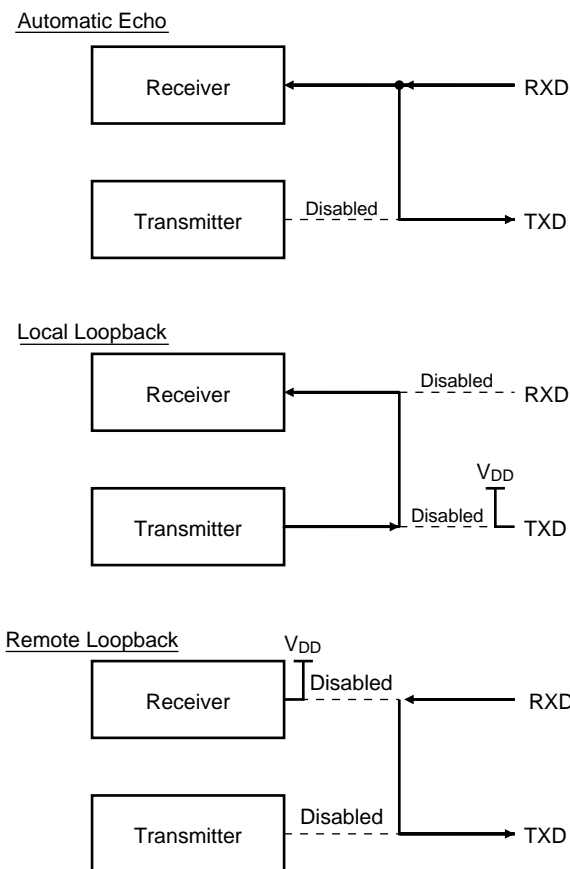 Automatic Echo
Receiver
RXD
Transmitter
Disabled
TXD
Local Loopback
Receiver
Disabled
RXD
VDD
Transmitter
Disabled
TXD
Remote Loopback
VDD
Receiver
Disabled
RXD
Transmitter
Disabled
TXD